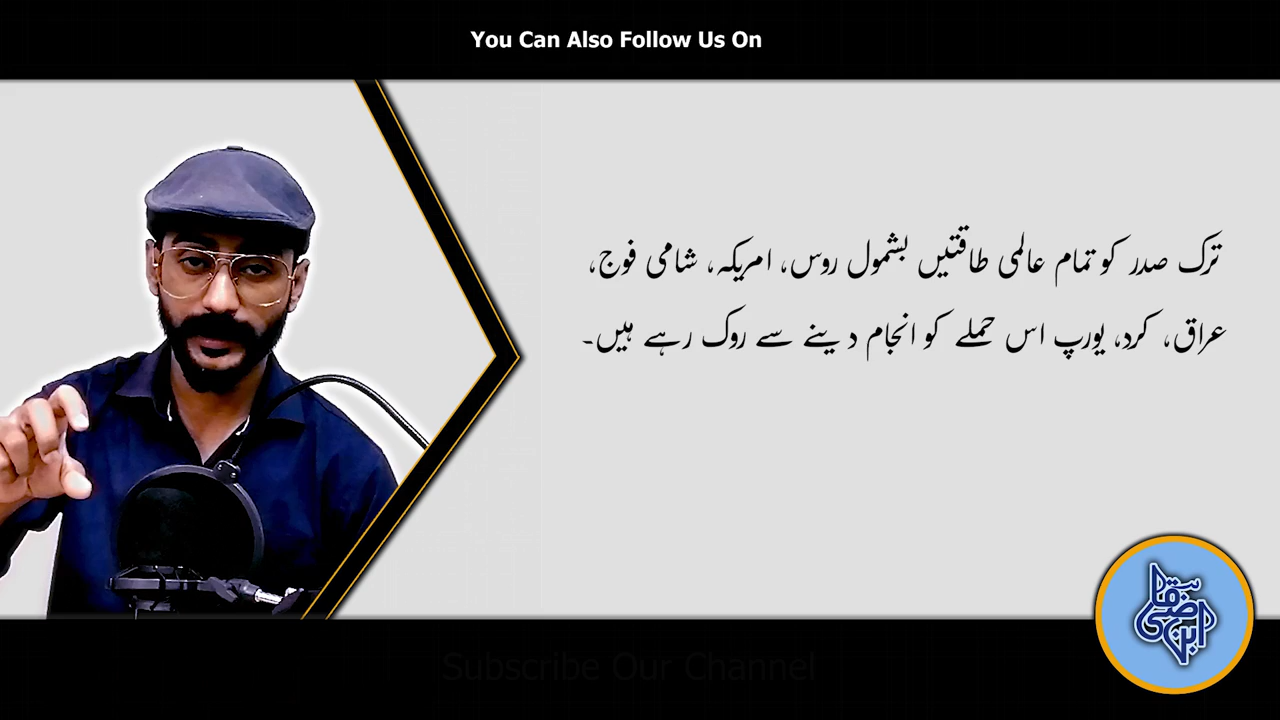 You Can Also Follow Us On
ترک صدر کو تمام عالمی طاقتیں بشمول روس، امریکہ، شامی فوج،
عراق، کرد، یورپ اس حملے کو انجام دینے سے روک رہے ہیں۔
Subscribe Our Channel